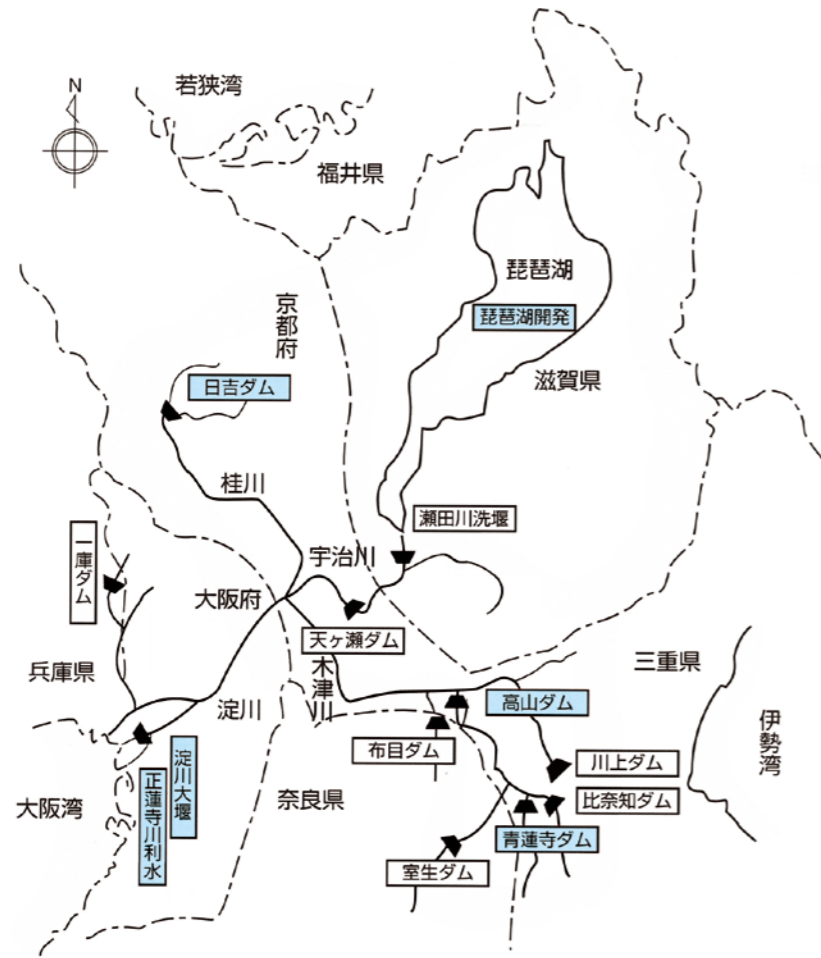 若狭湾
N
福井県
琵琶湖
琵琶湖開発
京都府
滋賀県
日吉ダム
桂川
瀬田川洗堰
宇治川
一庫ダム
大阪府
天ヶ瀬ダム
三重県
兵庫県
木津川
高山ダム
淀川
伊勢湾
布目ダム
川上ダム
淀川大堰
正蓮寺川利水
大阪湾
奈良県
比奈知ダム
青蓮寺ダム
室生ダム